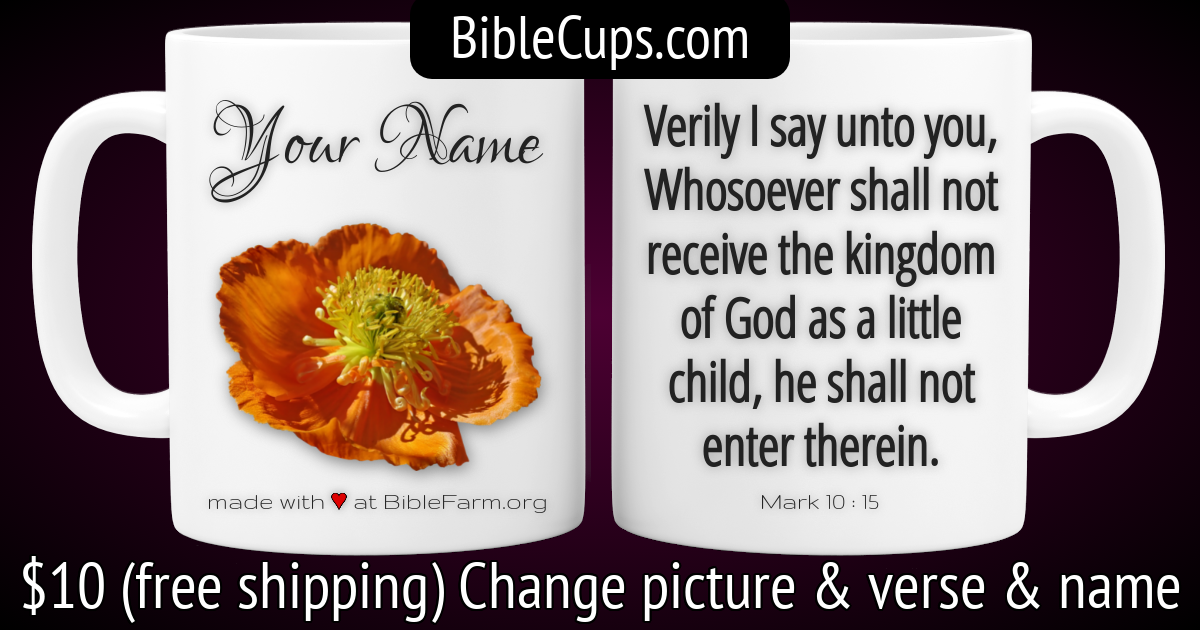 BibleCups.com
Your Name
made with ♥ at BibleFarm.org
Verily I say unto you,
Whosoever shall not
receive the kingdom
of God as a little
child, he shall not
enter therein.
Mark 10 : 15
$10 (free shipping) Change picture & verse & name